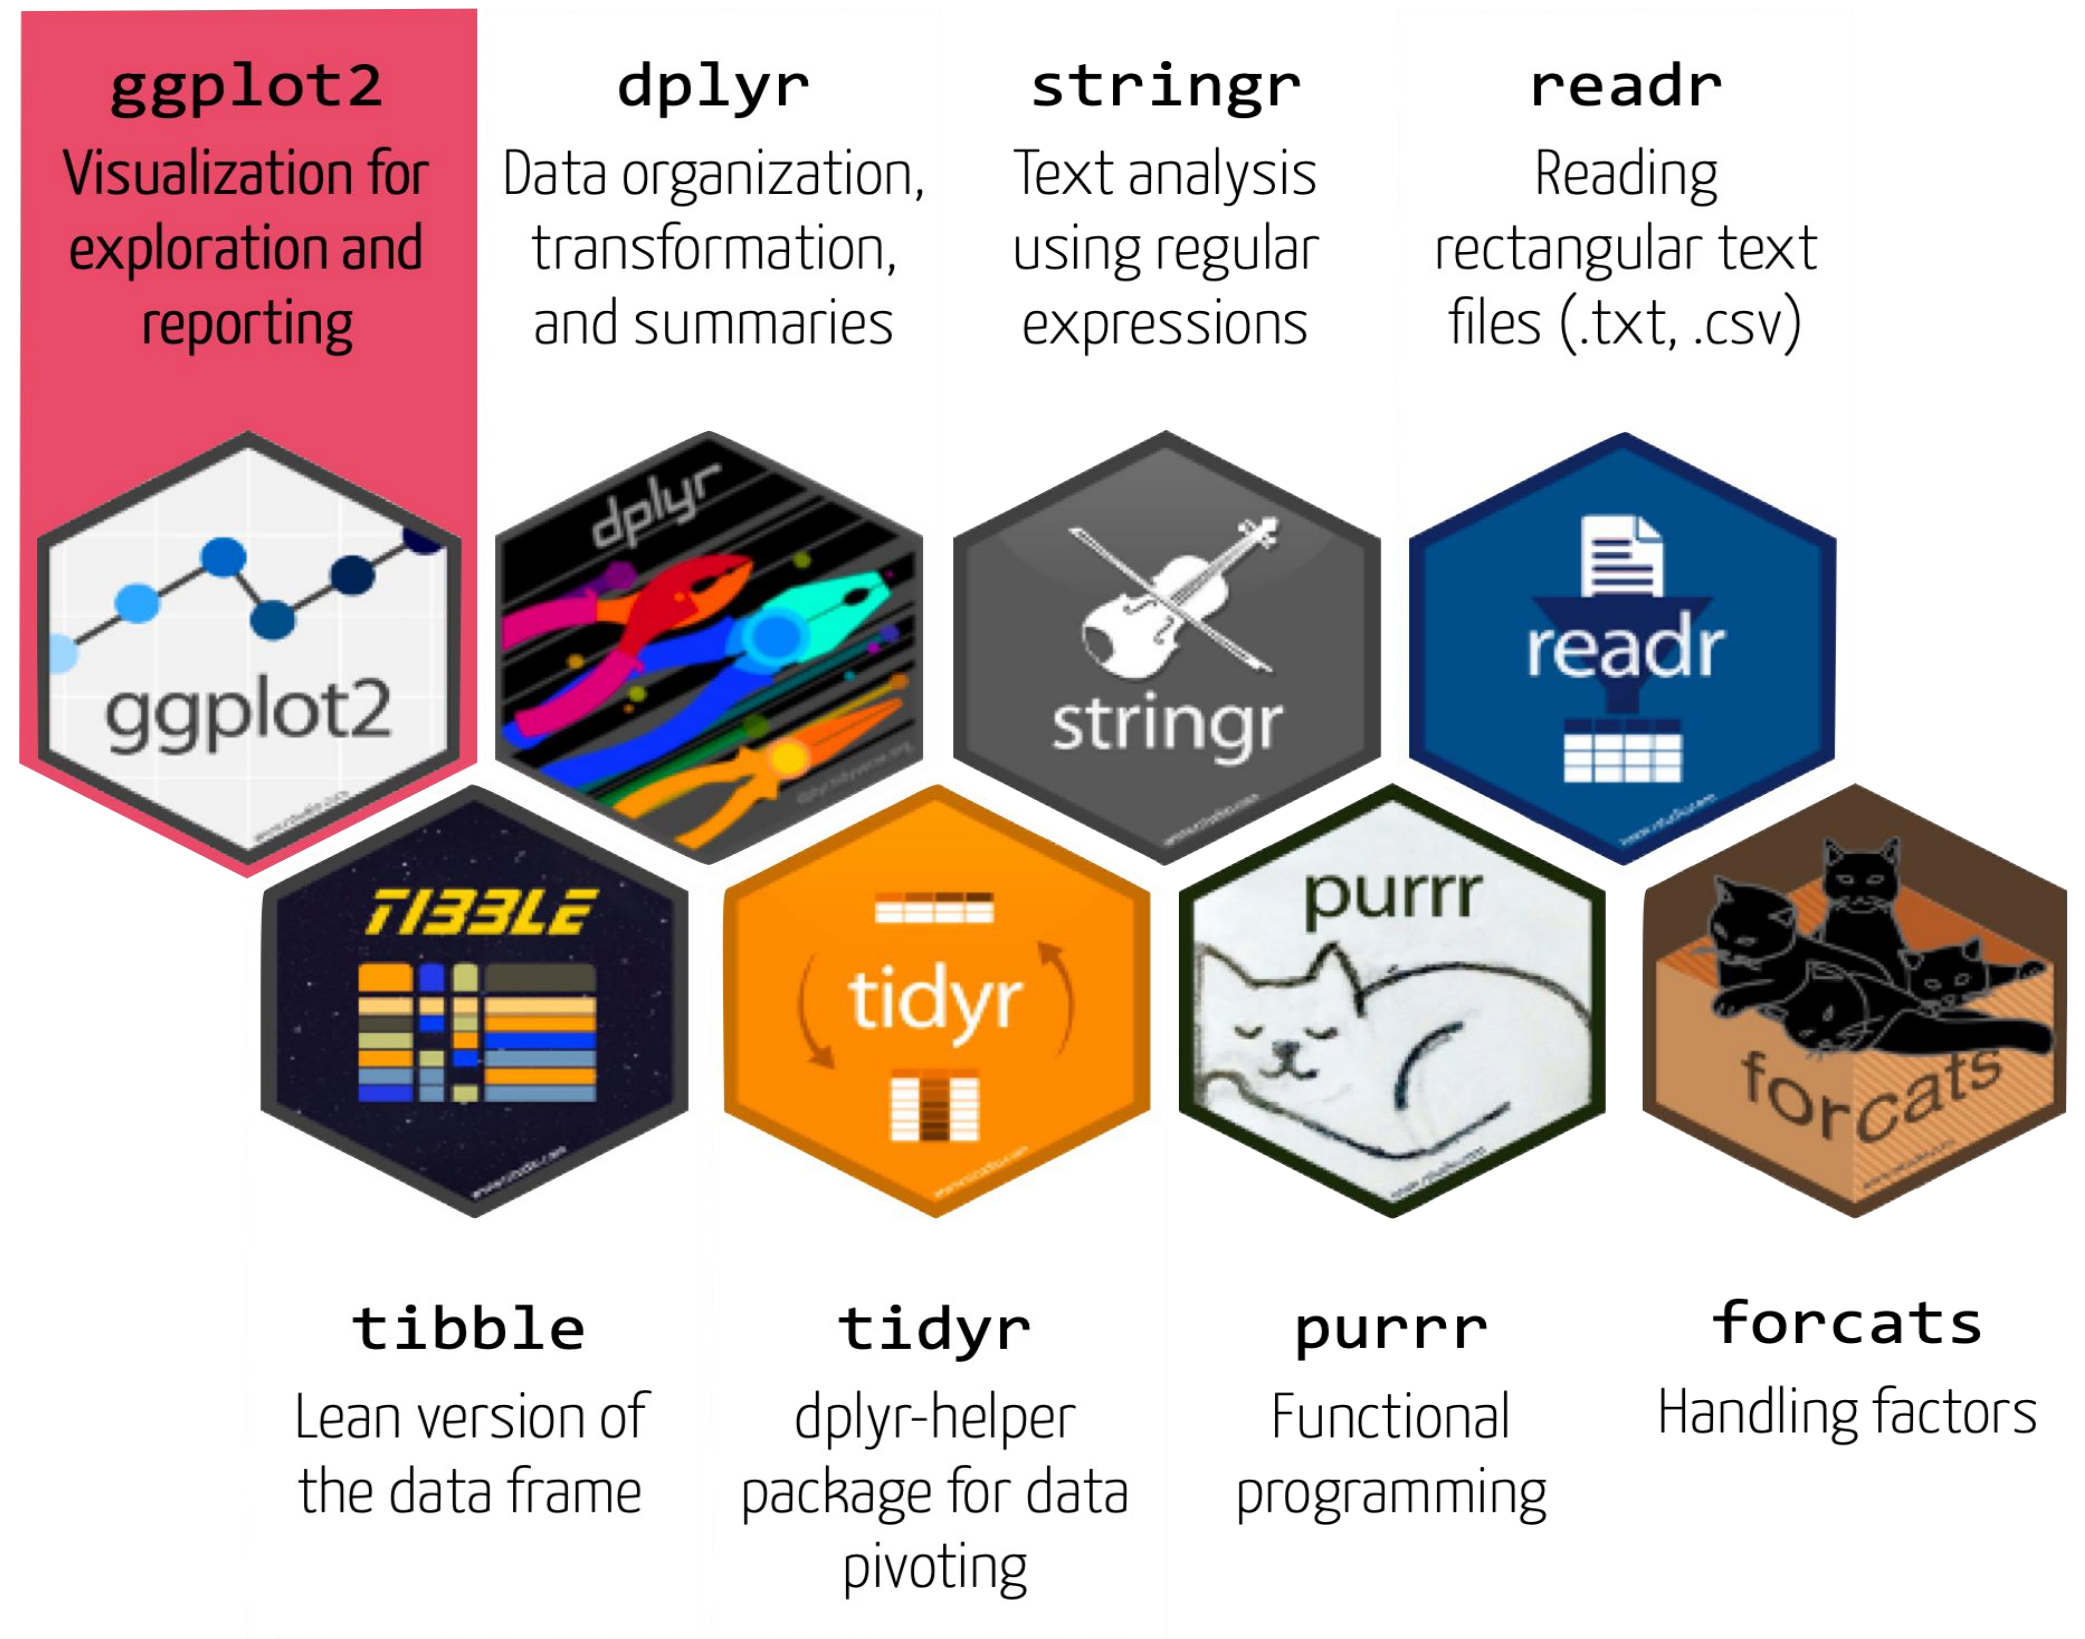 ggplot2
Visualization for
exploration and
reporting
dplyr
Data organization,
transformation,
and summaries
stringr
Text analysis
using regular
expressions
readr
Reading
rectangular text
files (.txt, .csv)
ggplot2
dplyr
stringr
readr
TIBBLE
tidyr
purrr
forcats
tibble
Lean version of
the data frame
tidyr
dplyr-helper
package for data
pivoting
purrr
Functional
programming
forcats
Handling factors